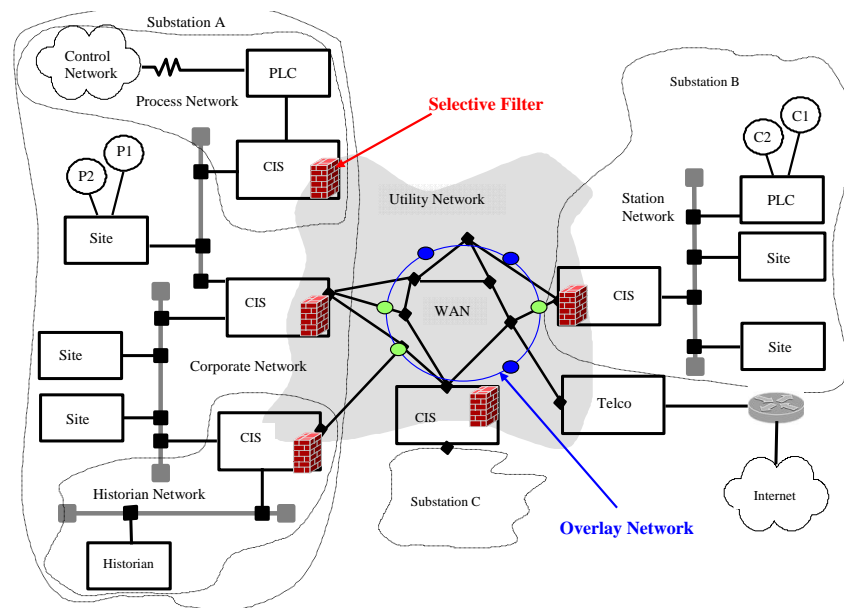 Substation A
Control
Network
PLC
Process Network
Selective Filter
Substation B
C1
C2
P1
P2
CIS
Utility Network
Station
Network
PLC
Site
Site
CIS
WAN
CIS
Site
Site
Corporate Network
Site
CIS
CIS
Telco
Historian Network
Substation C
Internet
Overlay Network
Historian